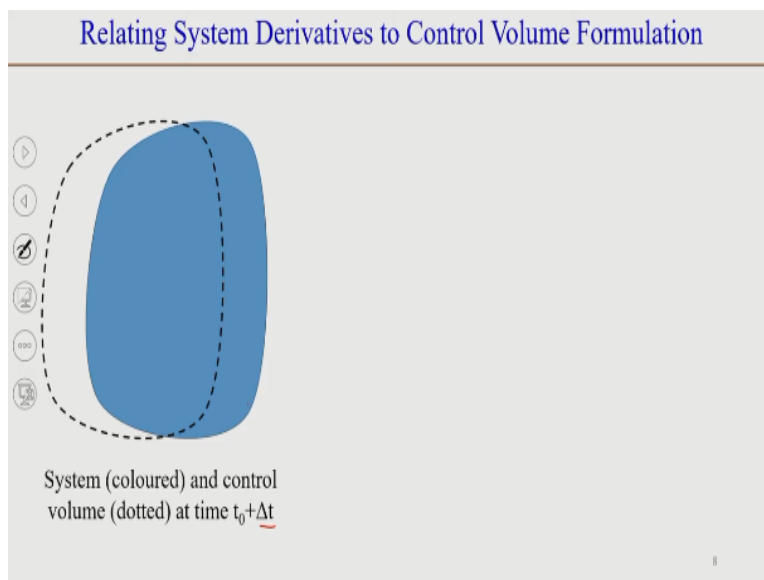 Relating System Derivatives to Control Volume Formulation
System (coloured) and control
volume (dotted) at time t₀+Δt
8